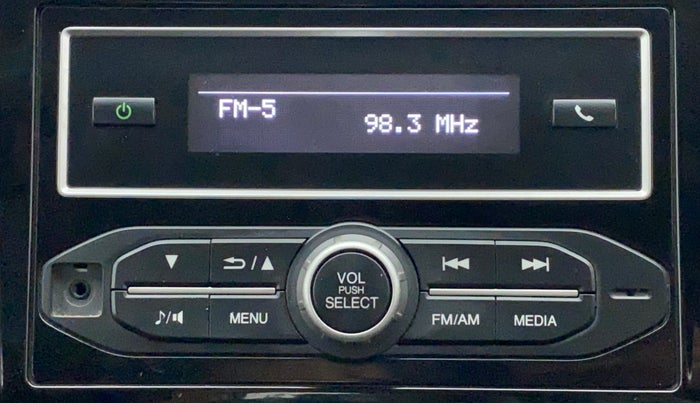 FM-5
98.3 MHz
VOL
PUSH
SELECT
MENU
FM/AM
MEDIA